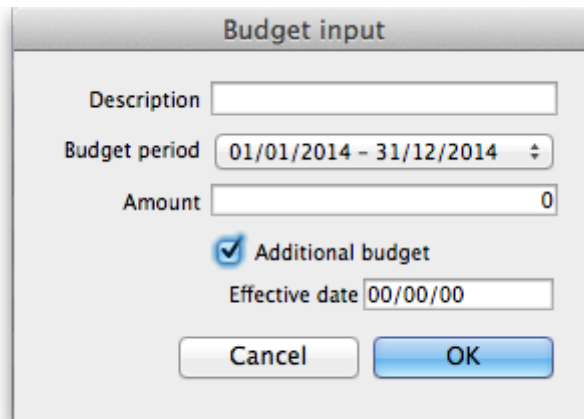 Budget input
Description
Budget period 01/01/2014 – 31/12/2014
Amount 0
Additional budget
Effective date 00/00/00
Cancel OK